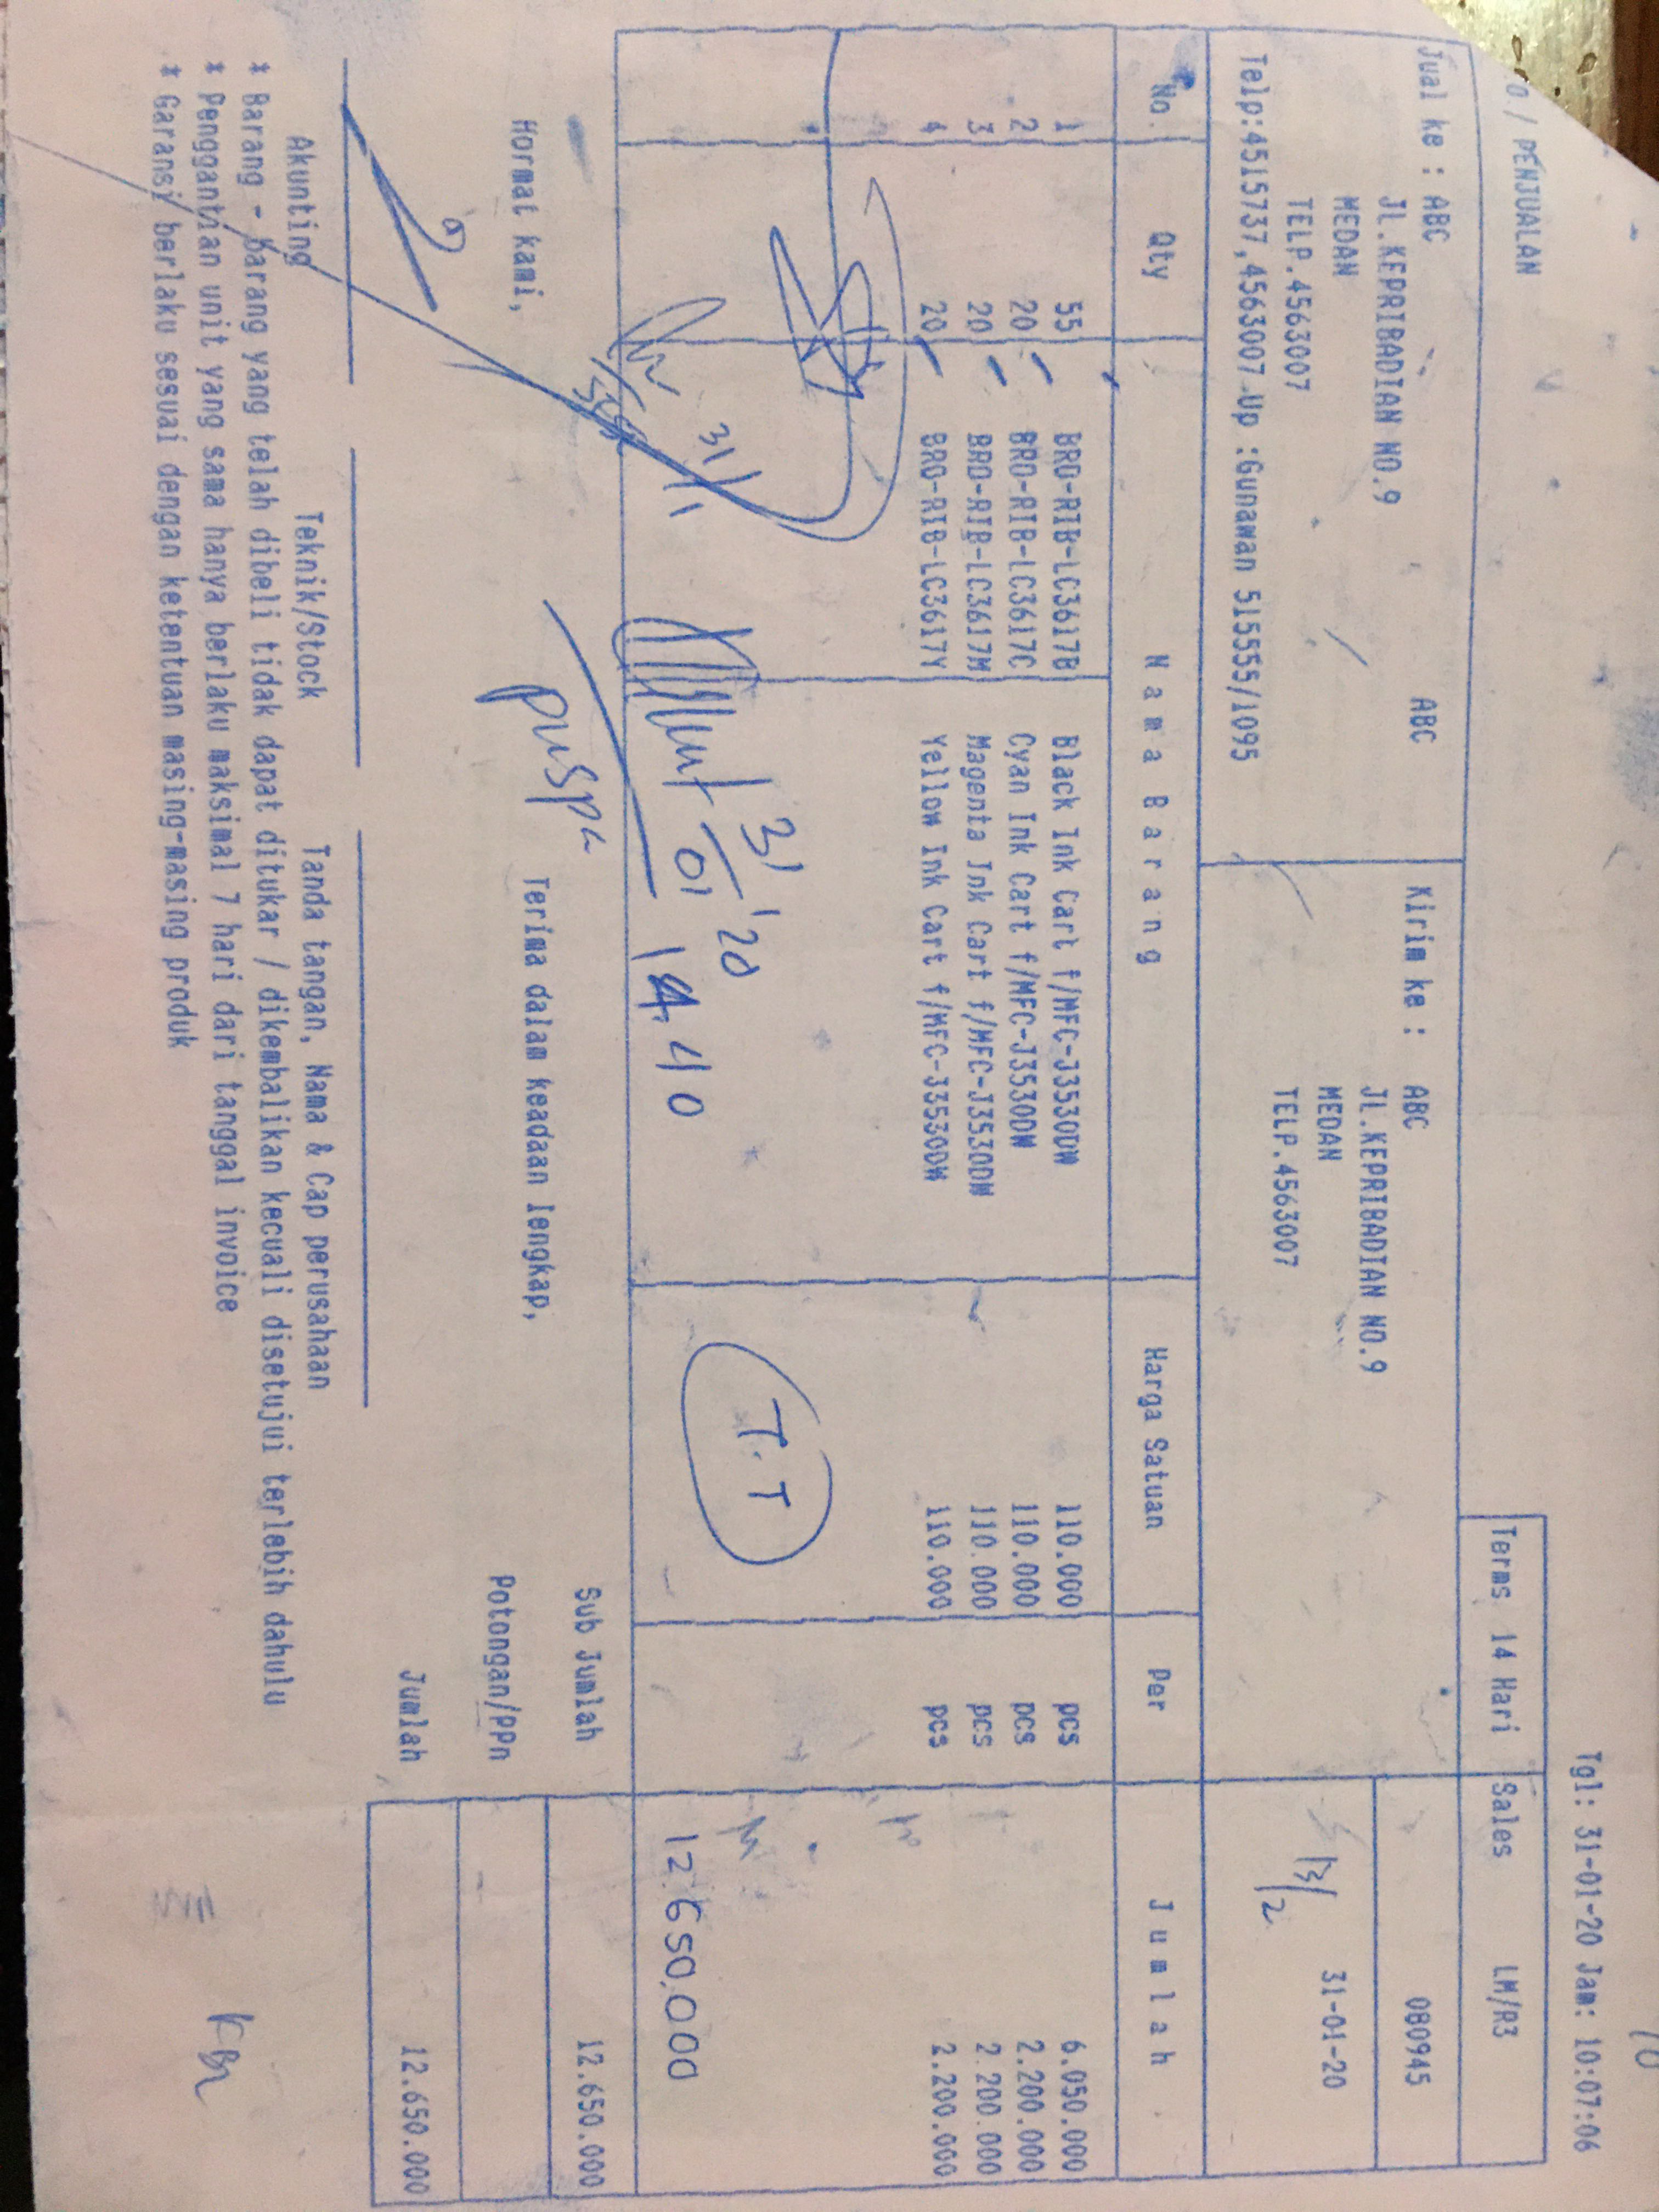 Tgl: 31-01-20 Jam: 10:07:06
O / PENJUALAN
Terms 14 Hari Sales LM/R3
Jual ke : ABC ABC Kirim ke : ABC 080945
JL.KEPRIBADIAN NO.9 JL.KEPRIBADIAN NO.9
MEDAN MEDAN 31-01-20
TELP.4563007 TELP.4563007 13/2
Telp:4515737,4563007 Up :Gunawan 515555/1095
No. Qty Nama Barang Harga Satuan Per Jumlah
1 55 BRO-RIB-LC3617B Black Ink Cart f/MFC-J3530DW 110.000 pcs 6.050.000
2 20 BRO-RIB-LC3617C Cyan Ink Cart f/MFC-J3530DW 110.000 pcs 2.200.000
3 20 BRO-RIB-LC3617M Magenta Ink Cart f/MFC-J3530DW 110.000 pcs 2.200.000
4 20 BRO-RIB-LC3617Y Yellow Ink Cart f/MFC-J3530DW 110.000 pcs 2.200.000
31/1 31/01 '20 T.T
14.40 12.650,000
Sub Jumlah 12.650.000
Hormat kami, puspa Terima dalam keadaan lengkap,
Potongan/PPn
Jumlah 12.650.000
Akunting Teknik/Stock Tanda tangan, Nama & Cap perusahaan
* Barang - barang yang telah dibeli tidak dapat ditukar / dikembalikan kecuali disetujui terlebih dahulu
* Penggantian unit yang sama hanya berlaku maksimal 7 hari dari tanggal invoice
* Garansi berlaku sesuai dengan ketentuan masing-masing produk